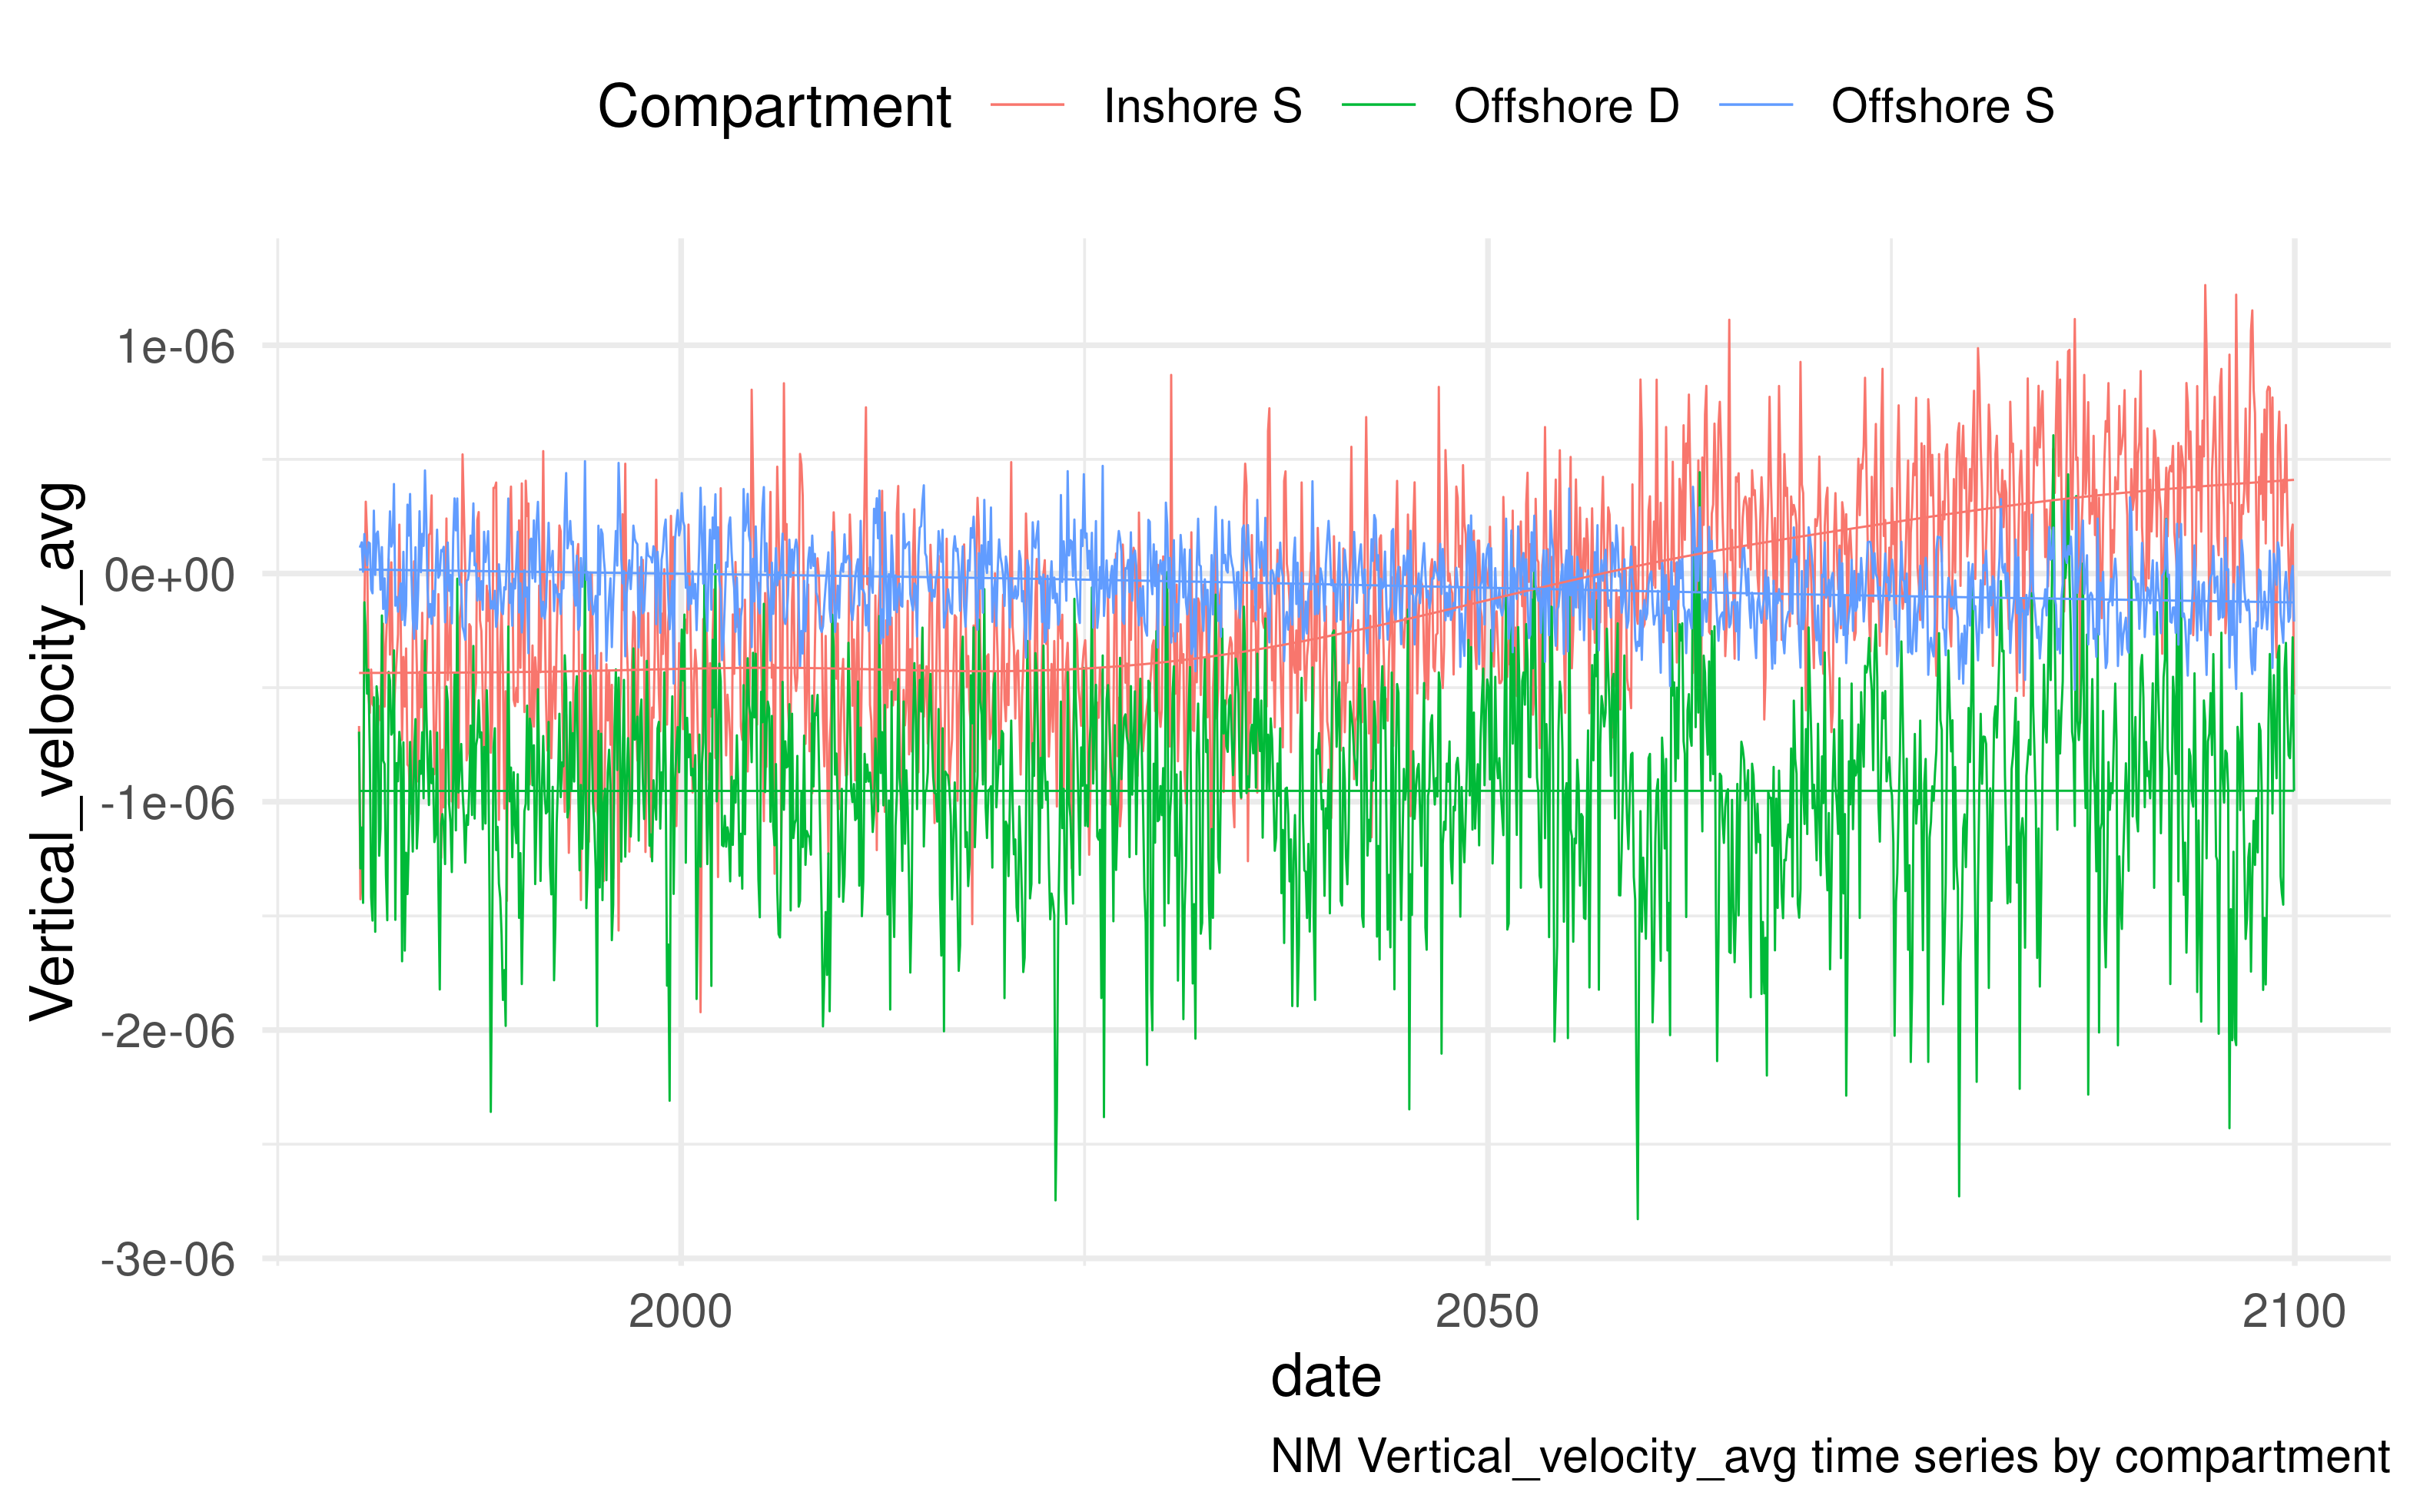 Compartment Inshore S Offshore D Offshore S
Vertical_velocity_avg
1e-06
0e+00
-1e-06
-2e-06
-3e-06
2000 2050 2100
date
NM Vertical_velocity_avg time series by compartment